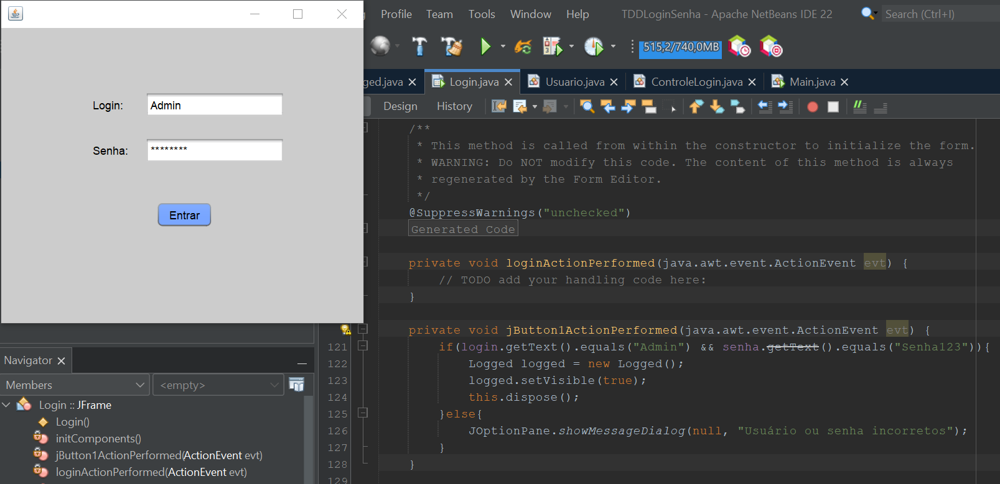 Profile Team Tools Window Help TDDLoginSenha - Apache NetBeans IDE 22 Search (Ctrl+I)
515,2/740,0MB
ged.java Login.java Usuario.java ControleLogin.java Main.java
Design History
Login: Admin
Senha: ********
Entrar
/**
* This method is called from within the constructor to initialize the form.
* WARNING: Do NOT modify this code. The content of this method is always
* regenerated by the Form Editor.
*/
@SuppressWarnings("unchecked")
Generated Code
private void loginActionPerformed(java.awt.event.ActionEvent evt) {
// TODO add your handling code here:
}
private void jButton1ActionPerformed(java.awt.event.ActionEvent evt) {
121 if(login.getText().equals("Admin") && senha.getText().equals("Senha123")){
122 Logged logged = new Logged();
123 logged.setVisible(true);
124 this.dispose();
125 }else{
126 JOptionPane.showMessageDialog(null, "Usuário ou senha incorretos");
127 }
128 }
129
Navigator
Members <empty>
Login :: JFrame
Login()
initComponents()
jButton1ActionPerformed(ActionEvent evt)
loginActionPerformed(ActionEvent evt)